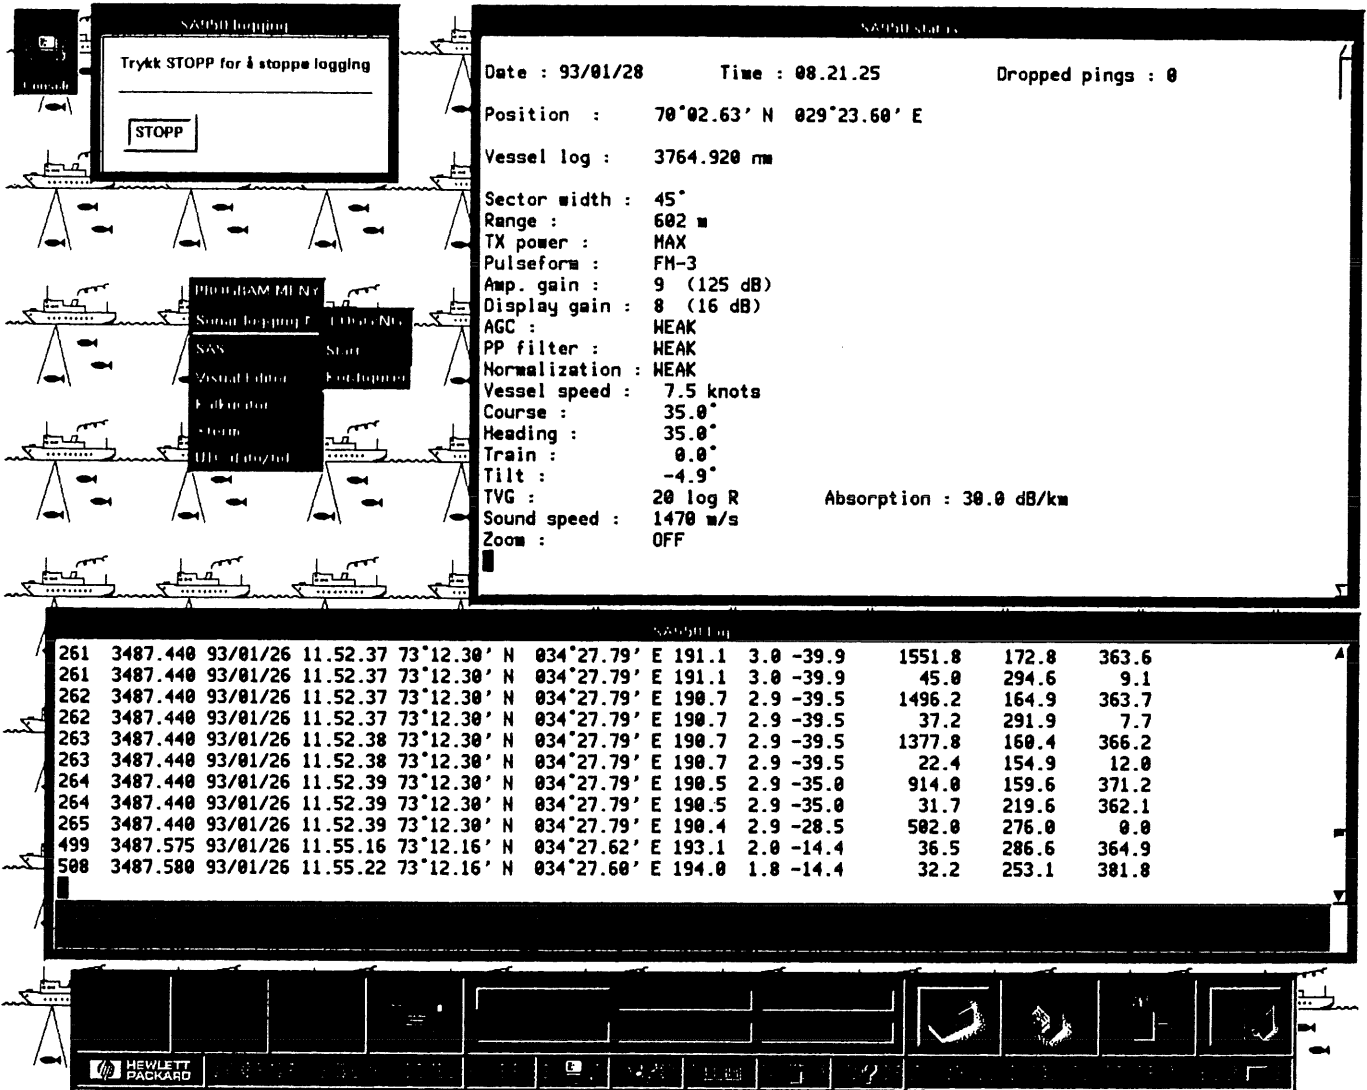 SA950 logging
Trykk STOPP for å stoppe logging
STOPP
Console
SA950 status
Date : 93/01/28 Time : 08.21.25 Dropped pings : 0
Position : 70°02.63' N 029°23.60' E
Vessel log : 3764.920 nm
Sector width : 45°
Range : 602 m
TX power : MAX
Pulseform : FM-3
Amp. gain : 9 (125 dB)
Display gain : 8 (16 dB)
AGC : WEAK
PP filter : WEAK
Normalization : WEAK
Vessel speed : 7.5 knots
Course : 35.0°
Heading : 35.0°
Train : 0.0°
Tilt : -4.9°
TVG : 20 log R Absorption : 30.0 dB/km
Sound speed : 1470 m/s
Zoom : OFF
PROGRAM MENY
Sonar logging
LOGGING
SAS
Start
Visual Editor
Konfigurer
Kalkulator
Xterm
SA950 Log
261 3487.440 93/01/26 11.52.37 73°12.30' N 034°27.79' E 191.1 3.0 -39.9 1551.8 172.8 363.6
261 3487.440 93/01/26 11.52.37 73°12.30' N 034°27.79' E 191.1 3.0 -39.9 45.0 294.6 9.1
262 3487.440 93/01/26 11.52.37 73°12.30' N 034°27.79' E 190.7 2.9 -39.5 1496.2 164.9 363.7
262 3487.440 93/01/26 11.52.37 73°12.30' N 034°27.79' E 190.7 2.9 -39.5 37.2 291.9 7.7
263 3487.440 93/01/26 11.52.38 73°12.30' N 034°27.79' E 190.7 2.9 -39.5 1377.8 160.4 366.2
263 3487.440 93/01/26 11.52.38 73°12.30' N 034°27.79' E 190.7 2.9 -39.5 22.4 154.9 12.0
264 3487.440 93/01/26 11.52.39 73°12.30' N 034°27.79' E 190.5 2.9 -35.0 914.0 159.6 371.2
264 3487.440 93/01/26 11.52.39 73°12.30' N 034°27.79' E 190.5 2.9 -35.0 31.7 219.6 362.1
265 3487.440 93/01/26 11.52.39 73°12.30' N 034°27.79' E 190.4 2.9 -28.5 502.0 276.0 0.0
499 3487.575 93/01/26 11.55.16 73°12.16' N 034°27.62' E 193.1 2.0 -14.4 36.5 286.6 364.9
508 3487.580 93/01/26 11.55.22 73°12.16' N 034°27.60' E 194.0 1.8 -14.4 32.2 253.1 381.8
hp HEWLETT
PACKARD
?